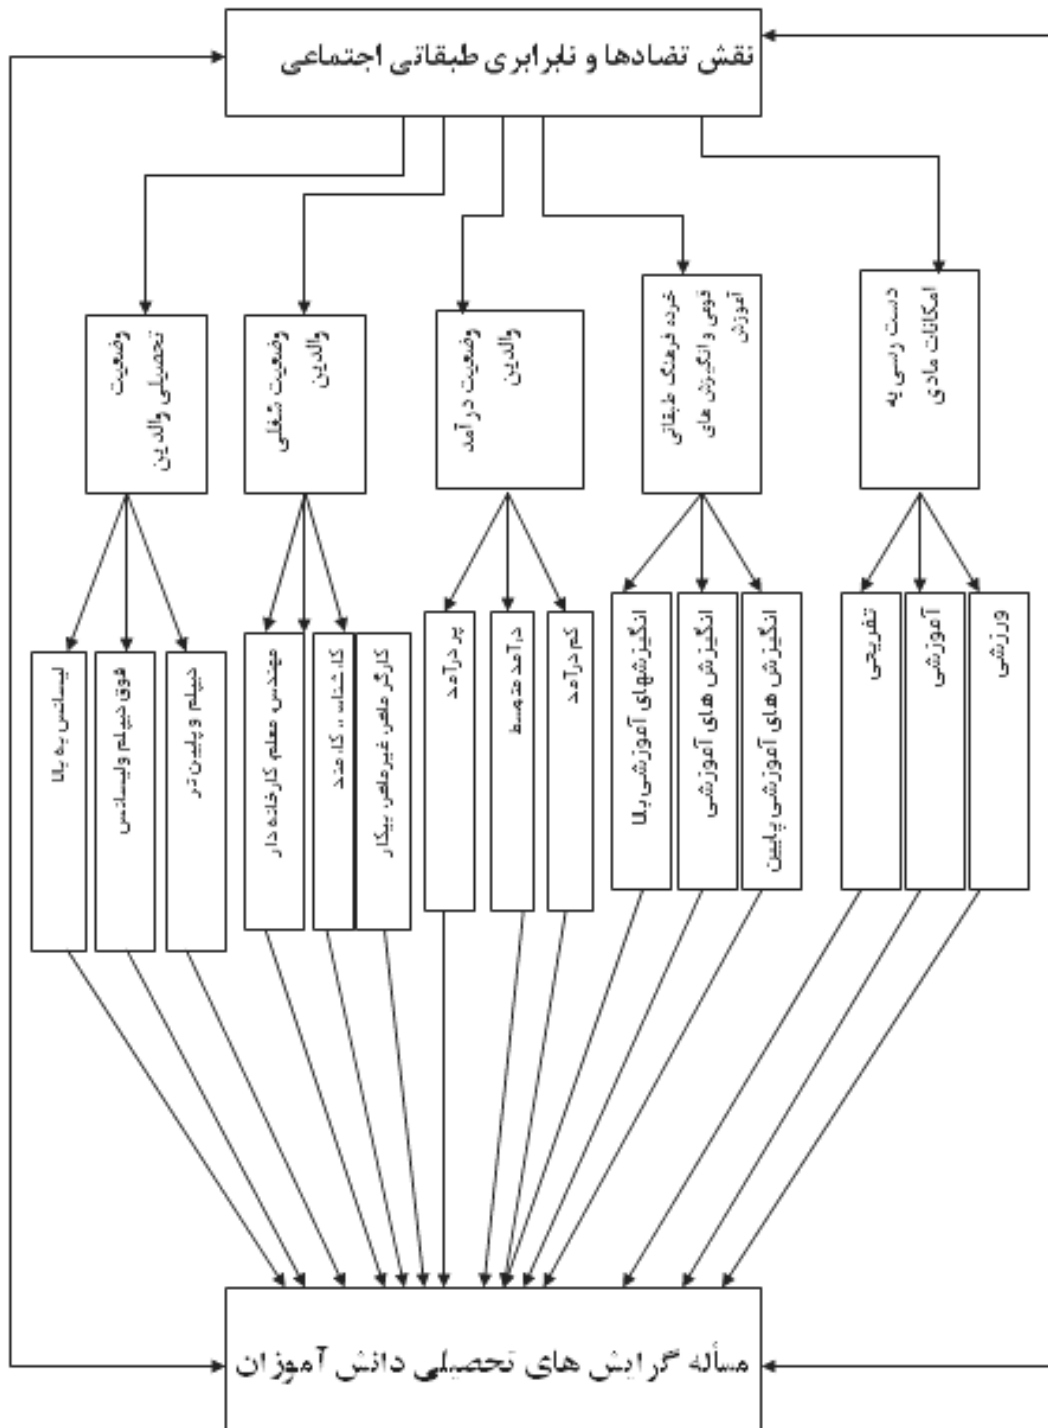 نقش تضادها و نابرابری طبقاتی اجتماعی
دست رسی به
امکانات مادی
خرده فرهنگ طبقاتی
قومی و انگیزش های
آموزش
وضعیت درآمد
والدین
وضعیت شغلی
والدین
وضعیت
تحصیلی والدین
ورزشی
آموزشی
تفریحی
انگیزش های آموزشی پایین
انگیزش های آموزشی
انگیزشهای آموزشی بالا
کم درآمد
درآمد متوسط
پر درآمد
کارگر ماهر، غیرماهر، بیکار
کارشناس، کارمند
مهندس، معلم، کارخانه دار
دیپلم و پایین تر
فوق دیپلم ولیسانس
لیسانس به بالا
مسأله گرایش های تحصیلی دانش آموزان